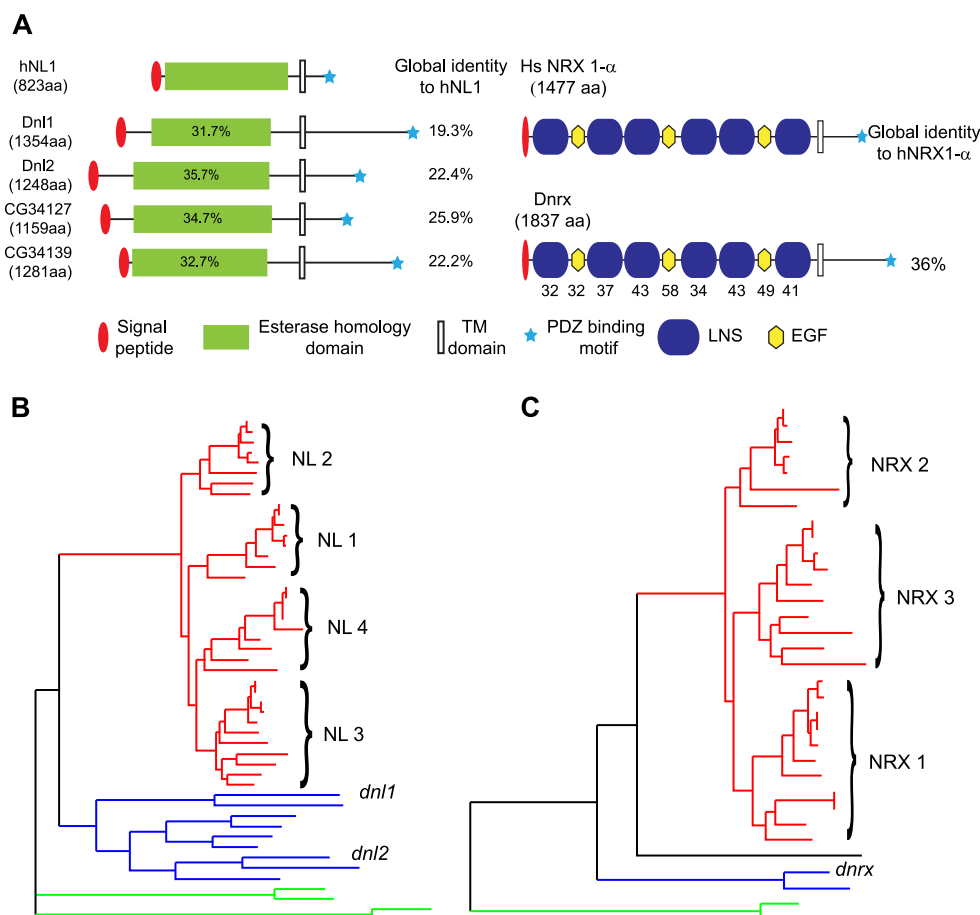 A
hNL1
(823aa)
Global identity
to hNL1
Hs NRX 1-α
(1477 aa)
Dnl1
(1354aa)
31.7%
19.3%
Global identity
to hNRX1-α
Dnl2
(1248aa)
35.7%
22.4%
CG34127
(1159aa)
34.7%
25.9%
Dnrx
(1837 aa)
CG34139
(1281aa)
32.7%
22.2%
36%
32 32 37 43 58 34 43 49 41
Signal
peptide
Esterase homology
domain
TM
domain
PDZ binding
motif
LNS
EGF
B
NL 2
NL 1
NL 4
NL 3
dnl1
dnl2
C
NRX 2
NRX 3
NRX 1
dnrx